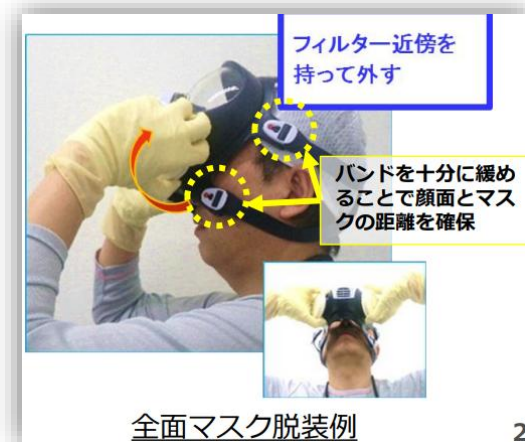 フィルター近傍を
持って外す
バンドを十分に緩め
ることで顔面とマス
クの距離を確保
全面マスク脱装例
2